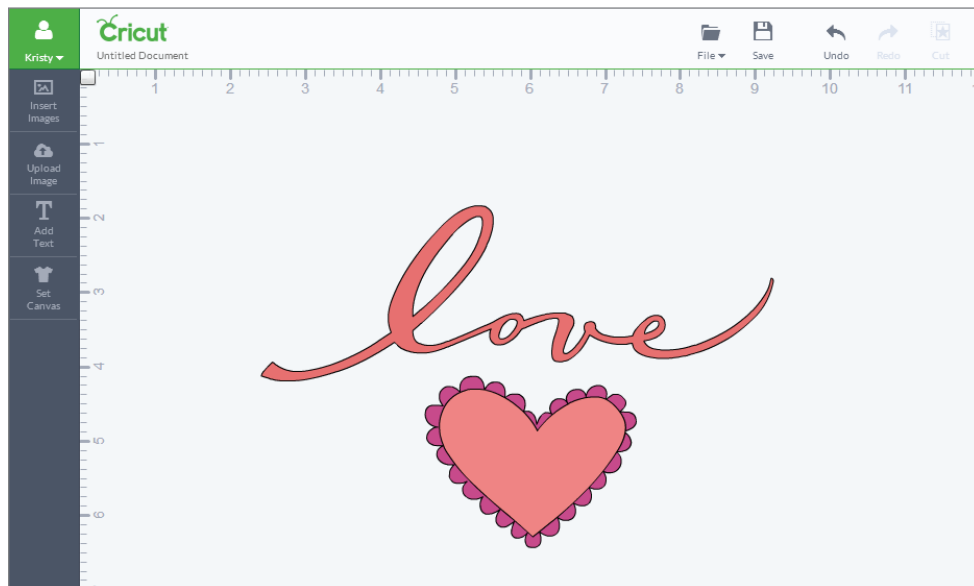 Cricut
Kristy
Untitled Document
File
Save
Undo
Redo
Cut
1 2 3 4 5 6 7 8 9 10 11
Insert
Images
Upload
Image
Add
Text
Set
Canvas
1
2
3
4
5
6
love